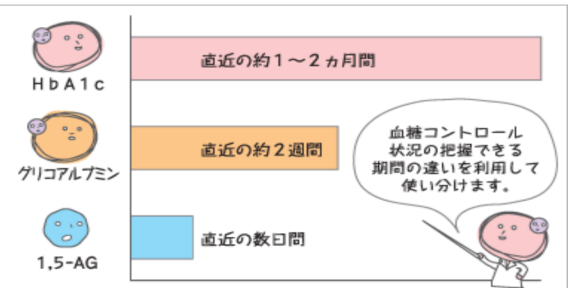 HbA1c
直近の約1〜2ヵ月間
グリコアルブミン
直近の約2週間
1,5-AG
直近の数日間
血糖コントロール
状況の把握できる
期間の違いを利用して
使い分けます。